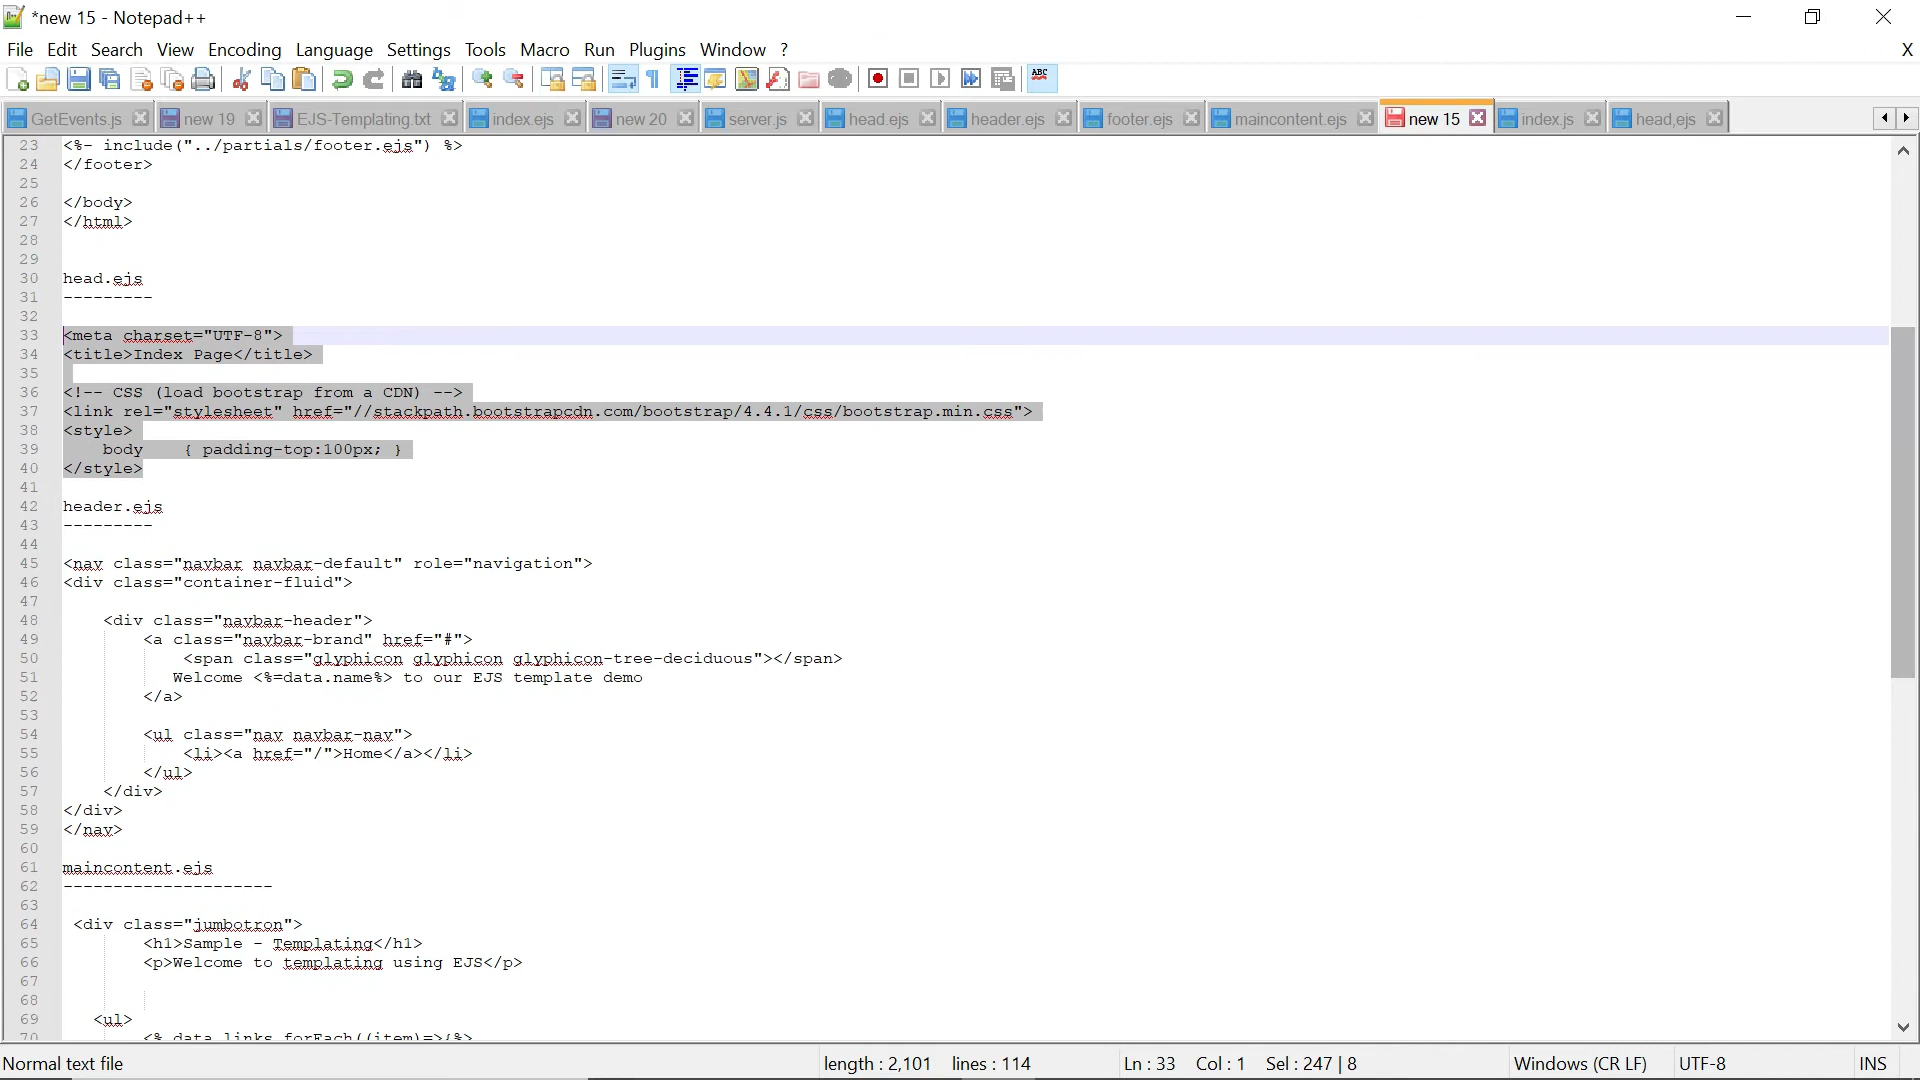 *new 15 - Notepad++
File Edit Search View Encoding Language Settings Tools Macro Run Plugins Window ?
X
ABC
GetEvents.js new 19 EJS-Templating.txt index.ejs new 20 server.js head.ejs header.ejs footer.ejs maincontent.ejs new 15 index.js head,ejs
23 <%- include("../partials/footer.ejs") %>
24 </footer>
25
26 </body>
27 </html>
28
29
30 head.ejs
31 ---------
32
33 <meta charset="UTF-8">
34 <title>Index Page</title>
35
36 <!-- CSS (load bootstrap from a CDN) -->
37 <link rel="stylesheet" href="//stackpath.bootstrapcdn.com/bootstrap/4.4.1/css/bootstrap.min.css">
38 <style>
39     body    { padding-top:100px; }
40 </style>
41
42 header.ejs
43 ---------
44
45 <nav class="navbar navbar-default" role="navigation">
46 <div class="container-fluid">
47
48     <div class="navbar-header">
49         <a class="navbar-brand" href="#">
50             <span class="glyphicon glyphicon glyphicon-tree-deciduous"></span>
51            Welcome <%=data.name%> to our EJS template demo
52         </a>
53
54         <ul class="nav navbar-nav">
55             <li><a href="/">Home</a></li>
56         </ul>
57     </div>
58 </div>
59 </nav>
60
61 maincontent.ejs
62 ---------------------
63
64  <div class="jumbotron">
65         <h1>Sample - Templating</h1>
66         <p>Welcome to templating using EJS</p>
67
68
69    <ul>
70         <% data.links.forEach((item)=>{%>
Normal text file length : 2,101 lines : 114 Ln : 33 Col : 1 Sel : 247 | 8 Windows (CR LF) UTF-8 INS